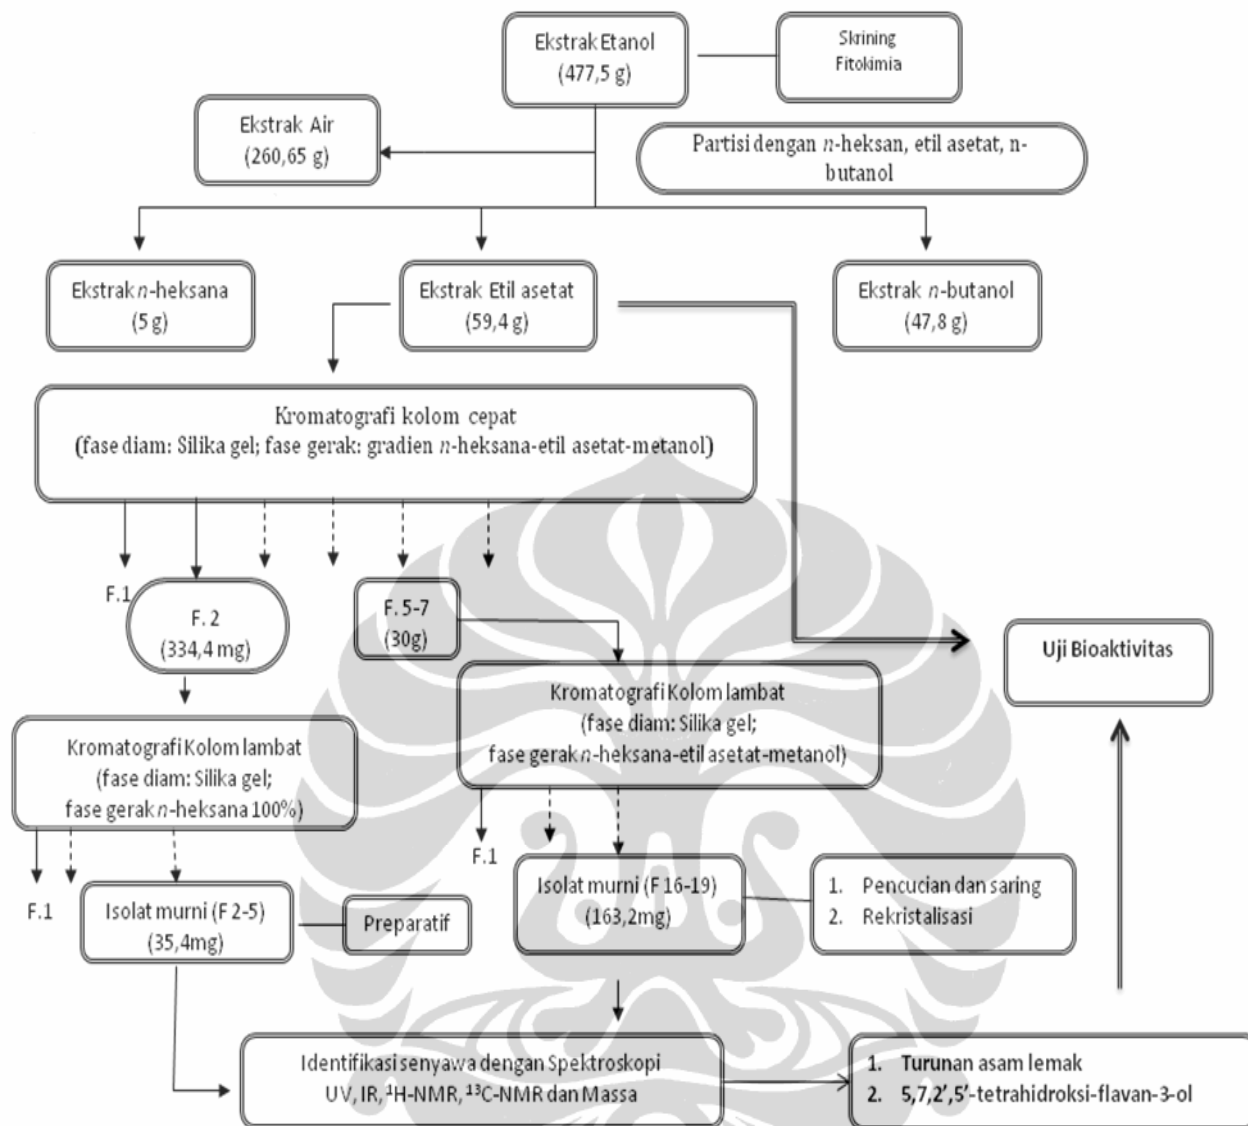 Ekstrak Etanol
(477,5 g)
Skrining
Fitokimia
Ekstrak Air
(260,65 g)
Partisi dengan n-heksan, etil asetat, n-
butanol
Ekstrak n-heksana
(5 g)
Ekstrak Etil asetat
(59,4 g)
Ekstrak n-butanol
(47,8 g)
Kromatografi kolom cepat
(fase diam: Silika gel; fase gerak: gradien n-heksana-etil asetat-metanol)
F.1
F. 2
(334,4 mg)
F. 5-7
(30g)
Uji Bioaktivitas
Kromatografi Kolom lambat
(fase diam: Silika gel;
fase gerak n-heksana-etil asetat-metanol)
Kromatografi Kolom lambat
(fase diam: Silika gel;
fase gerak n-heksana 100%)
F.1
Isolat murni (F 16-19)
(163,2mg)
1. Pencucian dan saring
2. Rekristalisasi
F.1
Isolat murni (F 2-5)
(35,4mg)
Preparatif
Identifikasi senyawa dengan Spektroskopi
UV, IR, ¹H-NMR, ¹³C-NMR dan Massa
1. Turunan asam lemak
2. 5,7,2',5'-tetrahidroksi-flavan-3-ol